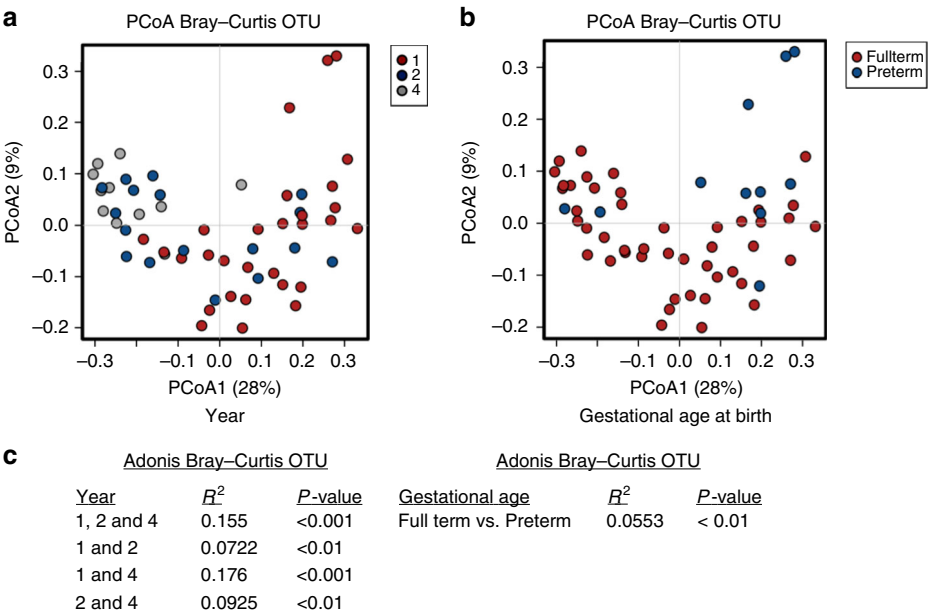 a
PCoA Bray–Curtis OTU
0.3
0.2
0.1
0.0
–0.1
–0.2
PCoA2 (9%)
–0.3
–0.1
0.0
0.1
0.2
0.3
PCoA1 (28%)
Year
1
2
4
b
PCoA Bray–Curtis OTU
0.3
0.2
0.1
0.0
–0.1
–0.2
PCoA2 (9%)
–0.3
–0.1
0.0
0.1
0.2
0.3
PCoA1 (28%)
Gestational age at birth
Fullterm
Preterm
c
Adonis Bray–Curtis OTU
Year R² P-value
1, 2 and 4 0.155 <0.001
1 and 2 0.0722 <0.01
1 and 4 0.176 <0.001
2 and 4 0.0925 <0.01
Adonis Bray–Curtis OTU
Gestational age R² P-value
Full term vs. Preterm 0.0553 < 0.01